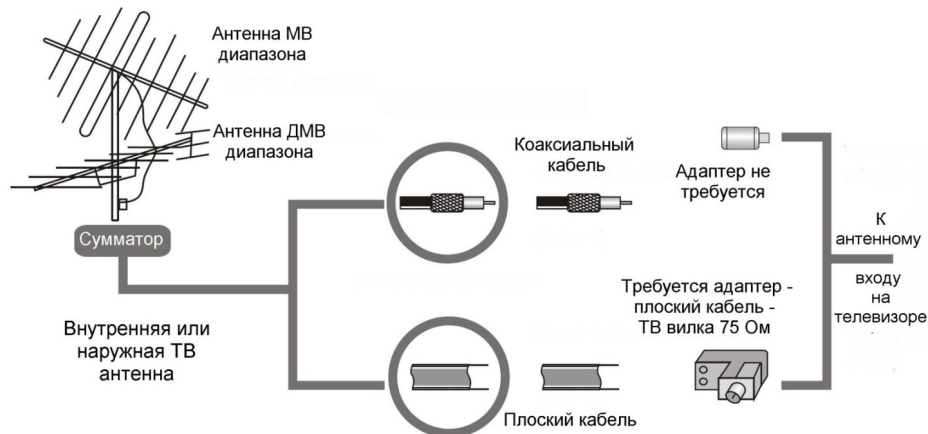 Антенна МВ
диапазона
Антенна ДМВ
диапазона
Сумматор
Внутренняя или
наружная ТВ
антенна
Коаксиальный
кабель
Плоский кабель
Адаптер не
требуется
Требуется адаптер -
плоский кабель -
ТВ вилка 75 Ом
К
антенному
входу
на
телевизоре